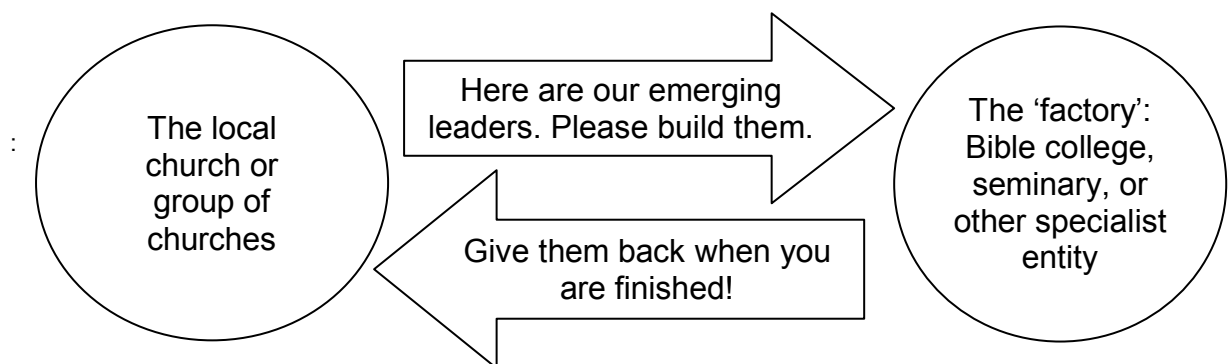 :
The local
church or
group of
churches
Here are our emerging
leaders. Please build them.
Give them back when you
are finished!
The ‘factory’:
Bible college,
seminary, or
other specialist
entity